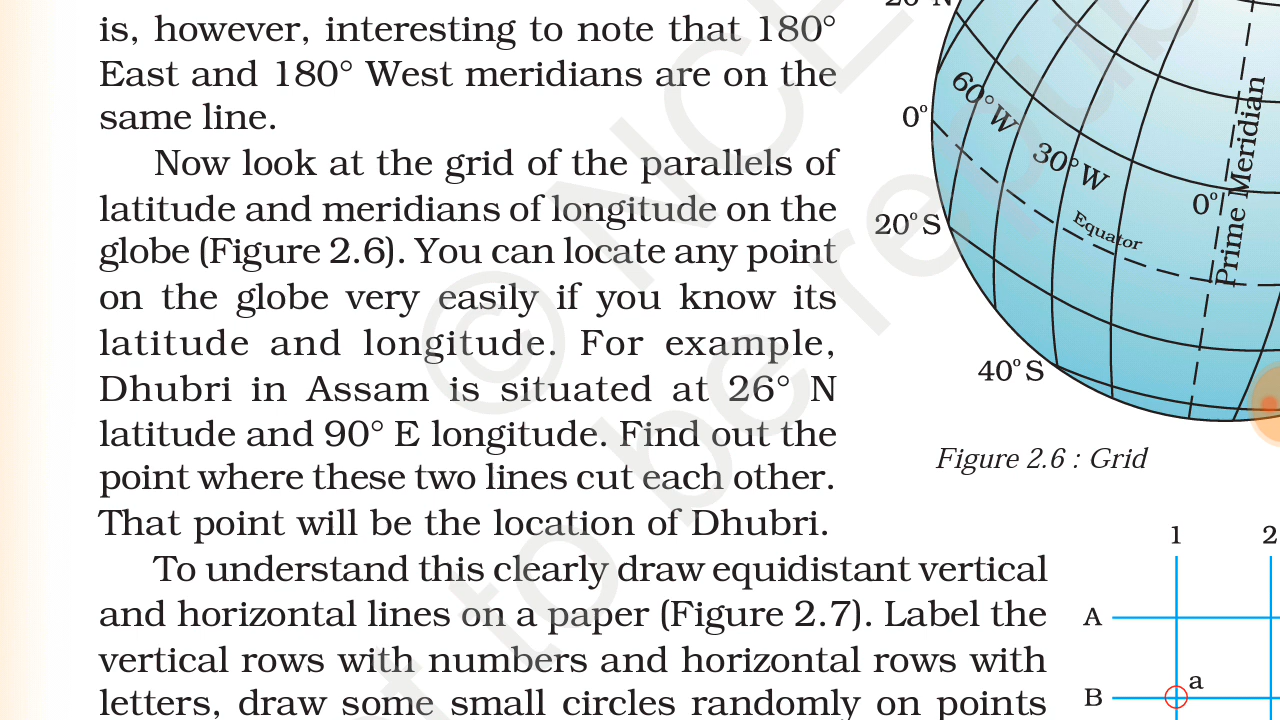 is, however, interesting to note that 180°
East and 180° West meridians are on the
same line.
Now look at the grid of the parallels of
latitude and meridians of longitude on the
globe (Figure 2.6). You can locate any point
on the globe very easily if you know its
latitude and longitude. For example,
Dhubri in Assam is situated at 26° N
latitude and 90° E longitude. Find out the
point where these two lines cut each other.
That point will be the location of Dhubri.
To understand this clearly draw equidistant vertical
and horizontal lines on a paper (Figure 2.7). Label the
vertical rows with numbers and horizontal rows with
letters, draw some small circles randomly on points
20° N
0°
20° S
40° S
60° W
30° W
0°
Prime Meridian
Equator
Figure 2.6 : Grid
1
2
A
B
a
© NCE
to be re